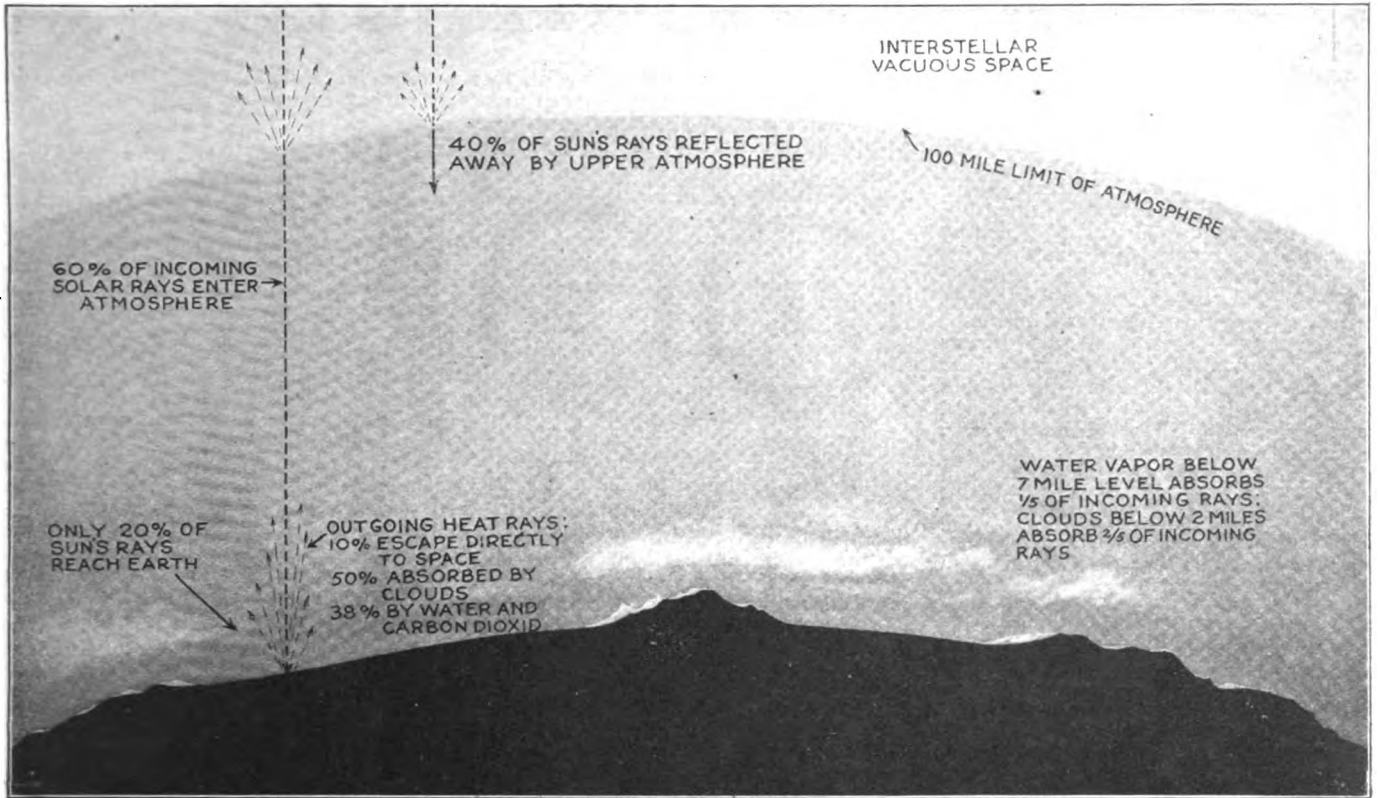 INTERSTELLAR
VACUOUS SPACE
40% OF SUN'S RAYS REFLECTED
AWAY BY UPPER ATMOSPHERE
100 MILE LIMIT OF ATMOSPHERE
60% OF INCOMING
SOLAR RAYS ENTER
ATMOSPHERE
ONLY 20% OF
SUN'S RAYS
REACH EARTH
OUTGOING HEAT RAYS:
10% ESCAPE DIRECTLY
TO SPACE
50% ABSORBED BY
CLOUDS
38% BY WATER AND
CARBON DIOXID
WATER VAPOR BELOW
7 MILE LEVEL ABSORBS
1/5 OF INCOMING RAYS:
CLOUDS BELOW 2 MILES
ABSORB 2/5 OF INCOMING
RAYS